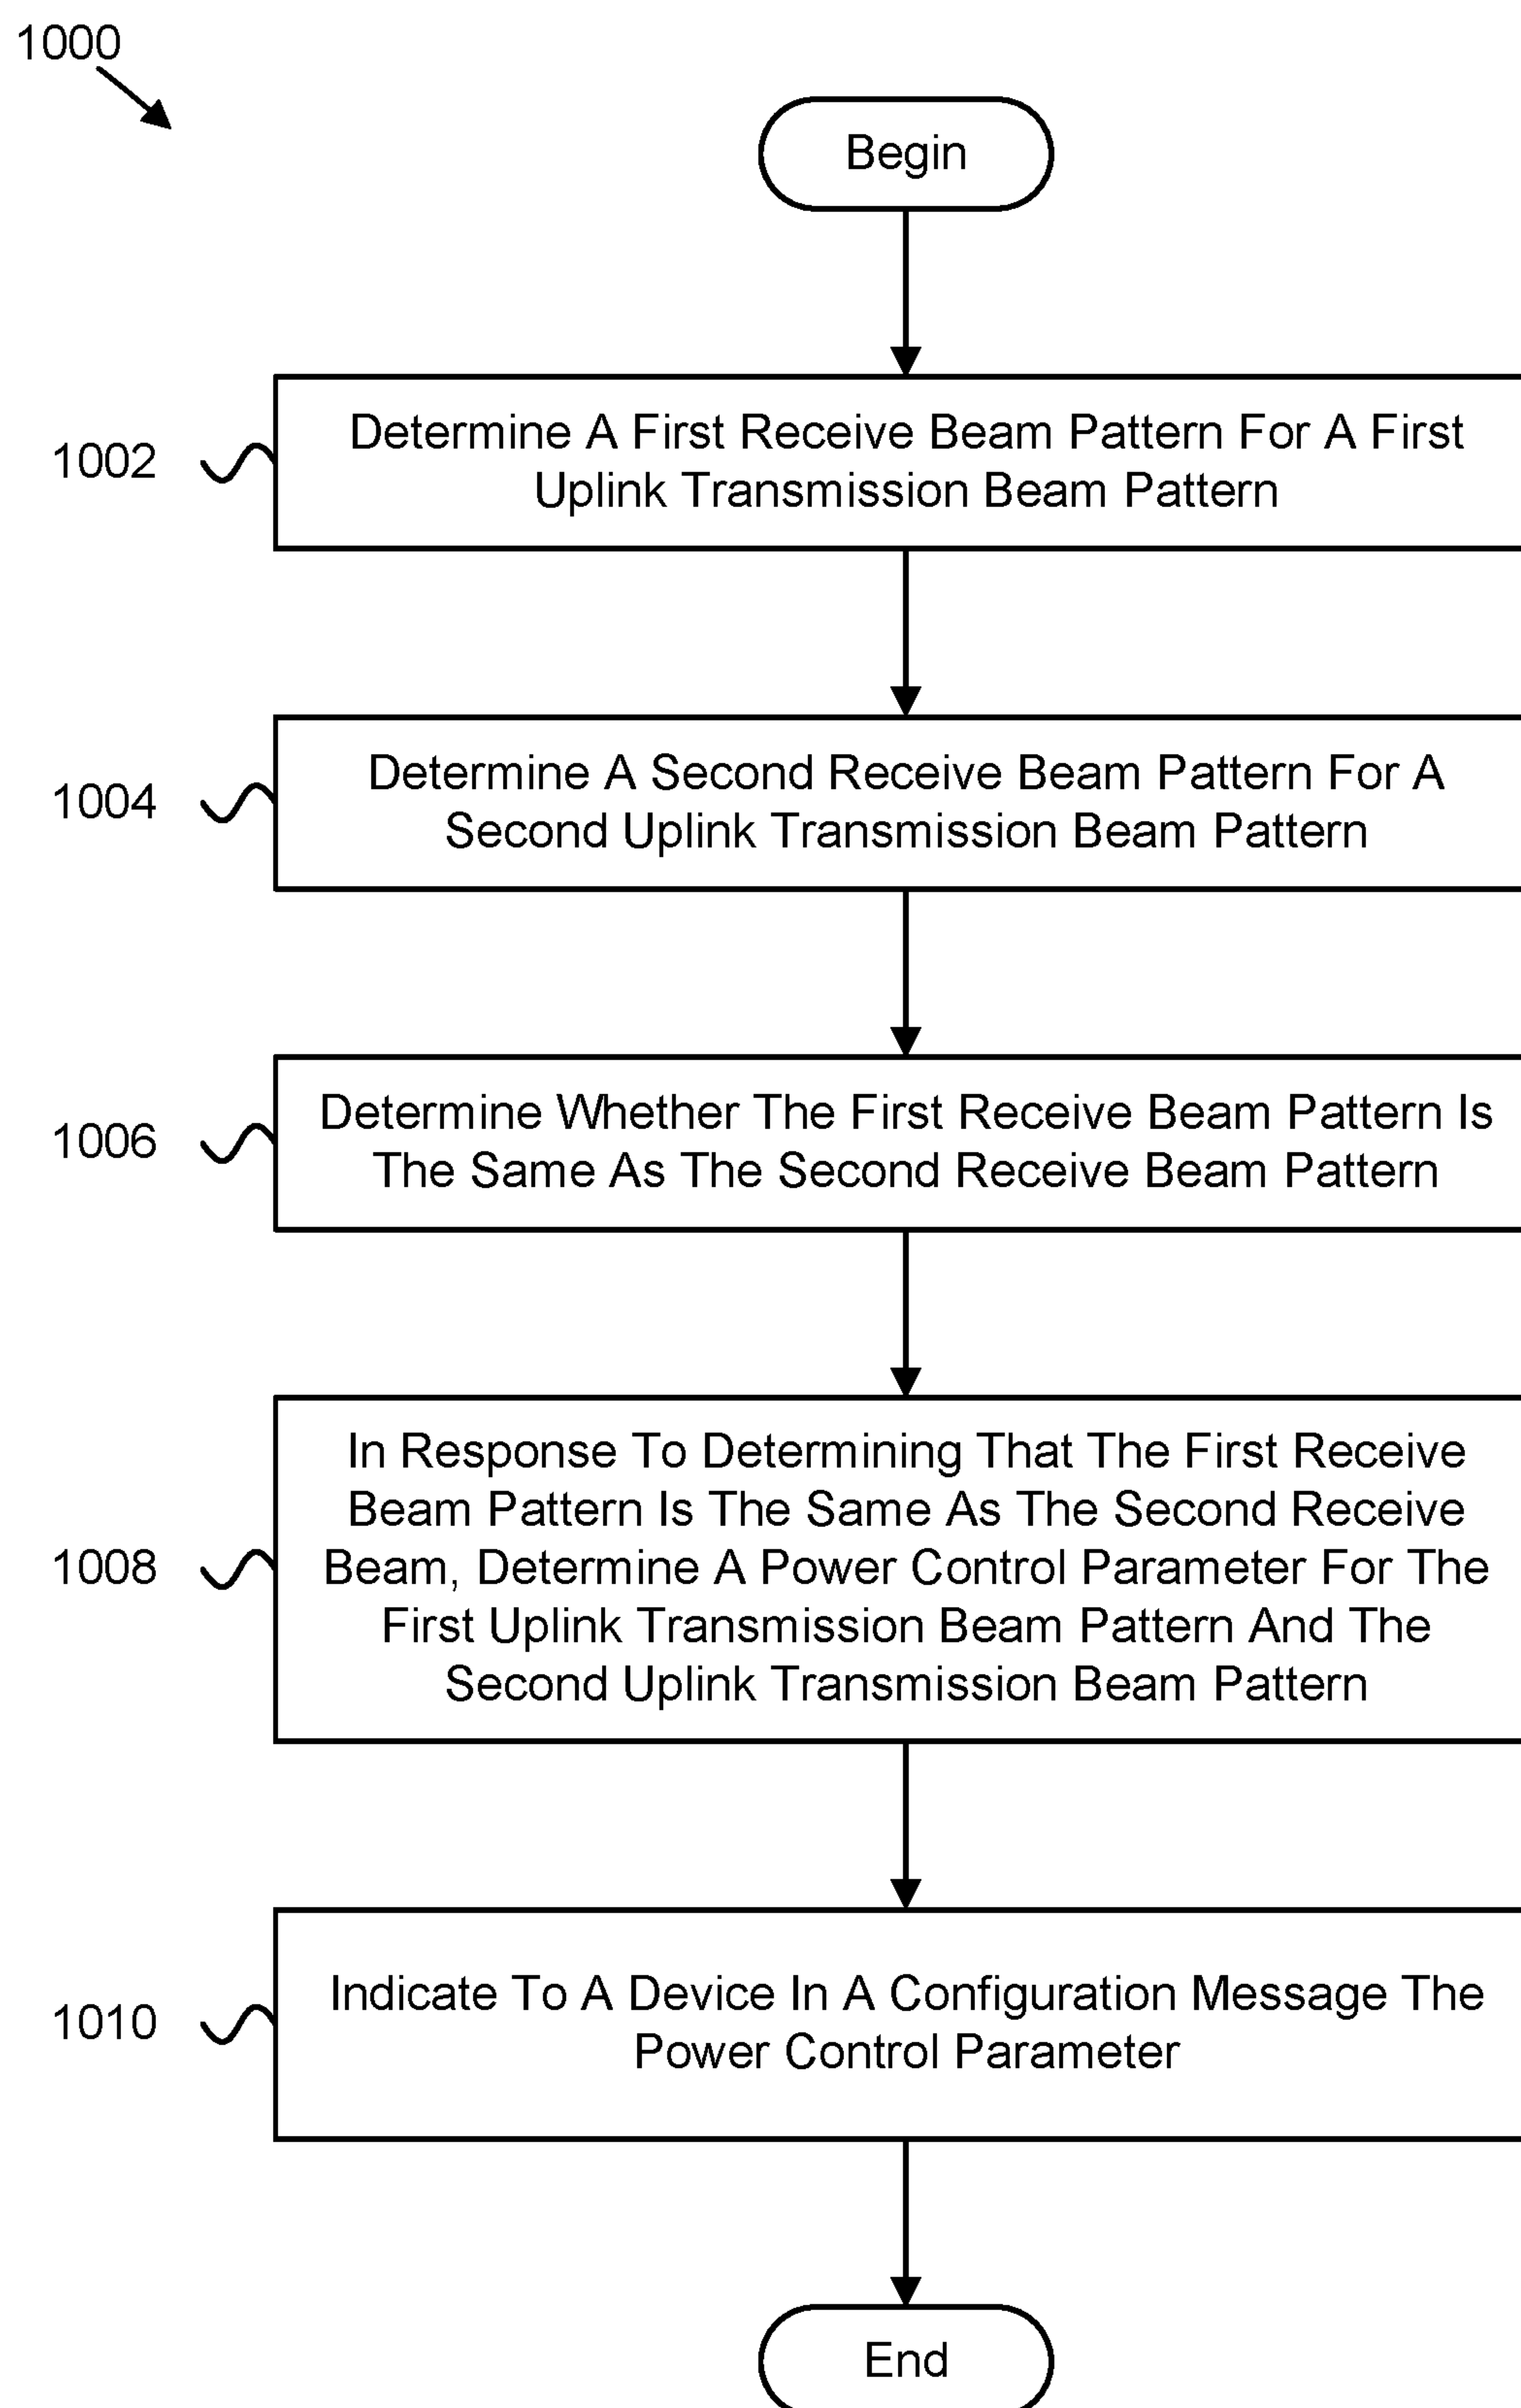 1000
Begin
1002
Determine A First Receive Beam Pattern For A First
Uplink Transmission Beam Pattern
1004
Determine A Second Receive Beam Pattern For A
Second Uplink Transmission Beam Pattern
1006
Determine Whether The First Receive Beam Pattern Is
The Same As The Second Receive Beam Pattern
1008
In Response To Determining That The First Receive
Beam Pattern Is The Same As The Second Receive
Beam, Determine A Power Control Parameter For The
First Uplink Transmission Beam Pattern And The
Second Uplink Transmission Beam Pattern
1010
Indicate To A Device In A Configuration Message The
Power Control Parameter
End